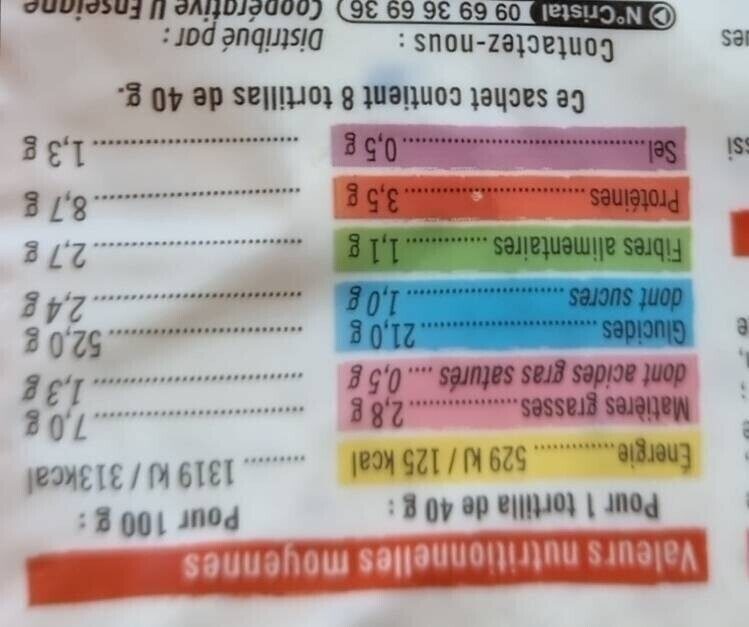 Valeurs nutritionnelles moyennes
Pour 1 tortilla de 40 g : Pour 100 g :
Énergie .............. 529 kJ / 125 kcal ........ 1319 kJ / 313kcal
Matières grasses ................ 2,8 g ............................ 7,0 g
dont acides gras saturés .... 0,5 g ............................ 1,3 g
Glucides ........................... 21,0 g ........................ 52,0 g
dont sucres ........................ 1,0 g ............................ 2,4 g
Fibres alimentaires ............. 1,1 g ............................ 2,7 g
Protéines ............................ 3,5 g ............................ 8,7 g
Sel ...................................... 0,5 g ............................ 1,3 g
Ce sachet contient 8 tortillas de 40 g.
Contactez-nous : Distribué par :
N°Cristal 09 69 36 69 36 Coopérative U Enseigne